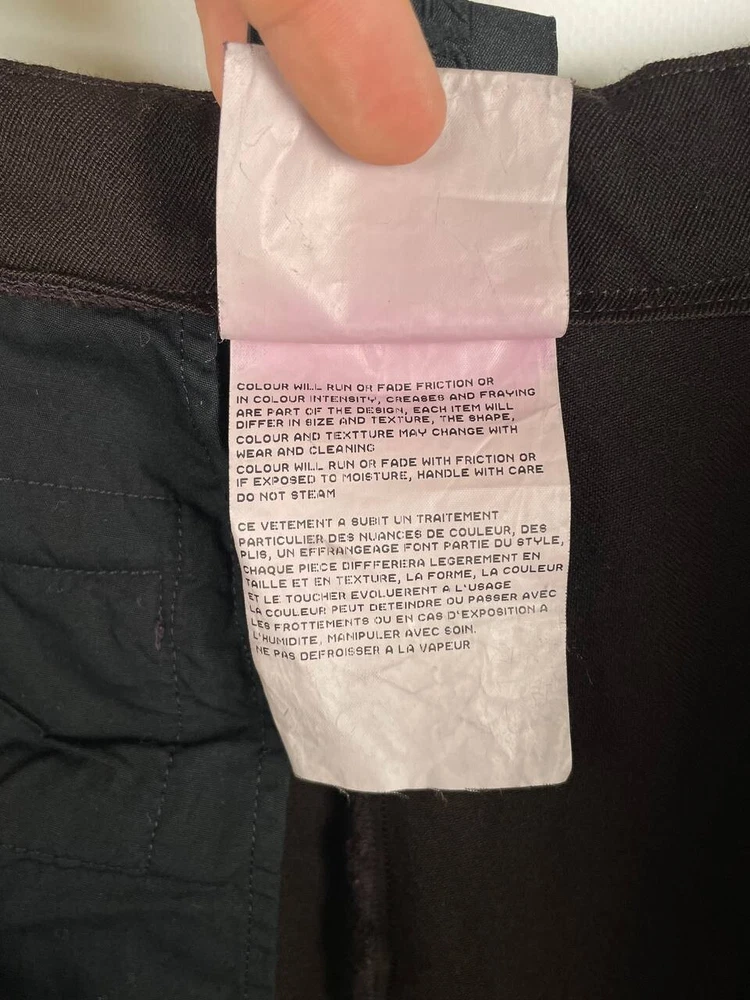 COLOUR WILL RUN OR FADE FRICTION OR
IN COLOUR INTENSITY, CREASES AND FRAYING
ARE PART OF THE DESIGN, EACH ITEM WILL
DIFFER IN SIZE AND TEXTURE, THE SHAPE,
COLOUR AND TEXTTURE MAY CHANGE WITH
WEAR AND CLEANING
COLOUR WILL RUN OR FADE WITH FRICTION OR
IF EXPOSED TO MOISTURE, HANDLE WITH CARE
DO NOT STEAM
CE VETEMENT A SUBIT UN TRAITEMENT
PARTICULIER.DES NUANCES DE COULEUR, DES
PLIS, UN EFFRANGEAGE FONT PARTIE DU STYLE,
CHAQUE PIECE DIFFFERERA LEGEREMENT EN
TAILLE ET EN TEXTURE, LA FORME, LA COULEUR
ET LE TOUCHER EVOLUERENT A L'USAGE
LA COULEUR PEUT DETEINDRE OU PASSER AVEC
LES FROTTEMENTS OU EN CAS D'EXPOSITION A
L'HUMIDITE, MANIPULER AVEC SOIN.
NE PAS DEFROISSER A LA VAPEUR